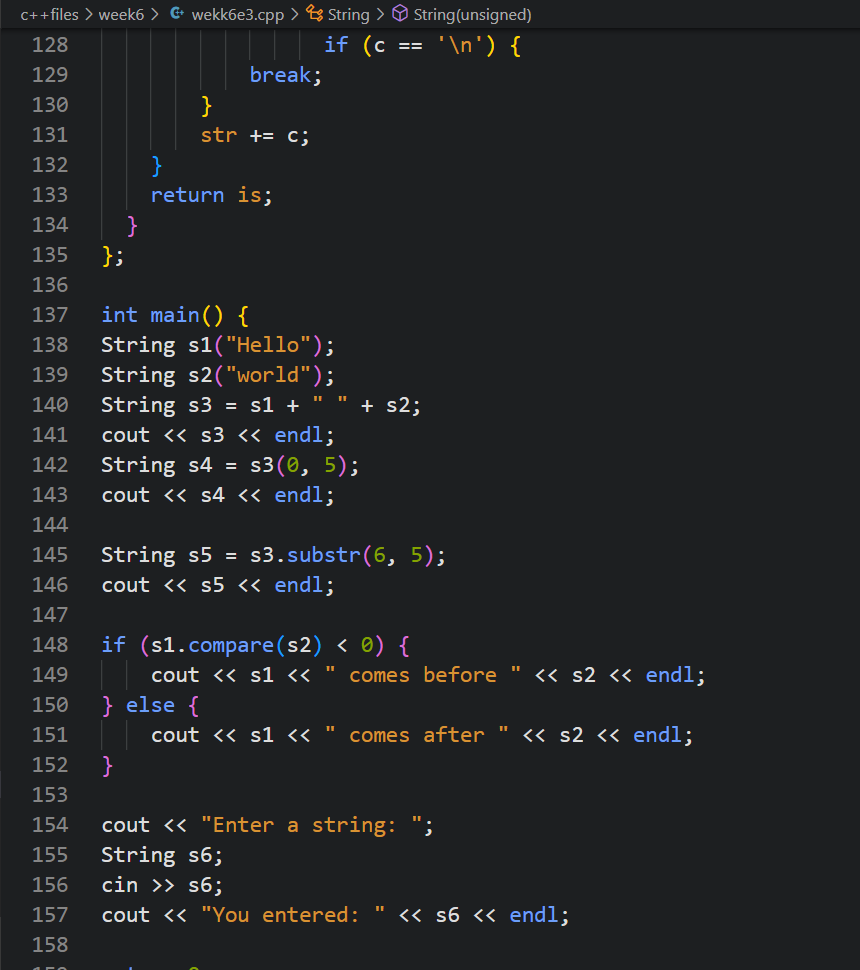 c++files > week6 > wekk6e3.cpp > String > String(unsigned)
128 if (c == '\n') {
129 break;
130 }
131 str += c;
132 }
133 return is;
134 }
135 };
136
137 int main() {
138 String s1("Hello");
139 String s2("world");
140 String s3 = s1 + " " + s2;
141 cout << s3 << endl;
142 String s4 = s3(0, 5);
143 cout << s4 << endl;
144
145 String s5 = s3.substr(6, 5);
146 cout << s5 << endl;
147
148 if (s1.compare(s2) < 0) {
149 cout << s1 << " comes before " << s2 << endl;
150 } else {
151 cout << s1 << " comes after " << s2 << endl;
152 }
153
154 cout << "Enter a string: ";
155 String s6;
156 cin >> s6;
157 cout << "You entered: " << s6 << endl;
158